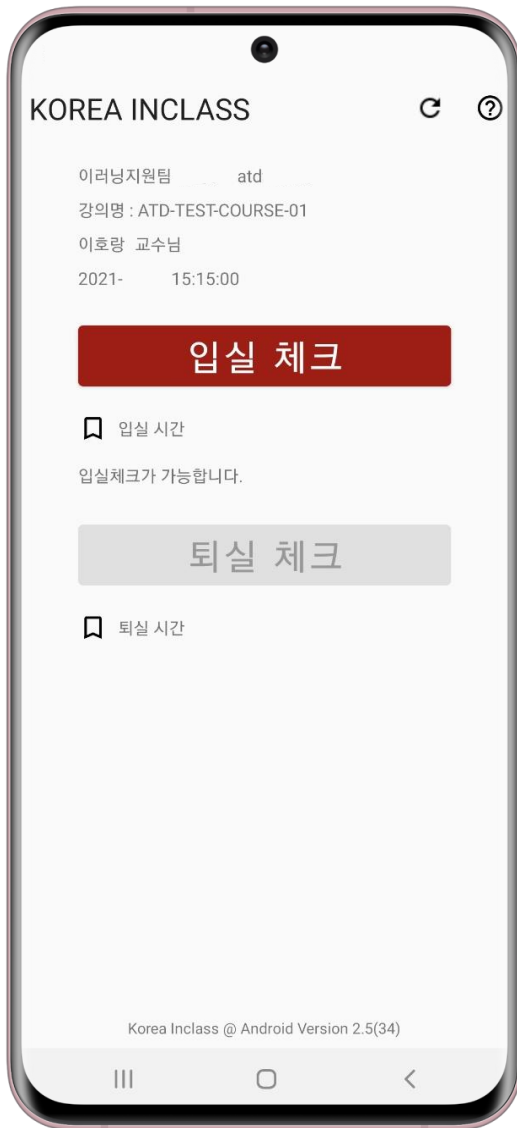 KOREA INCLASS
이러닝지원팀 atd
강의명 : ATD-TEST-COURSE-01
이호랑 교수님
2021- 15:15:00
입실 체크
입실 시간
입실체크가 가능합니다.
퇴실 체크
퇴실 시간
Korea Inclass @ Android Version 2.5(34)